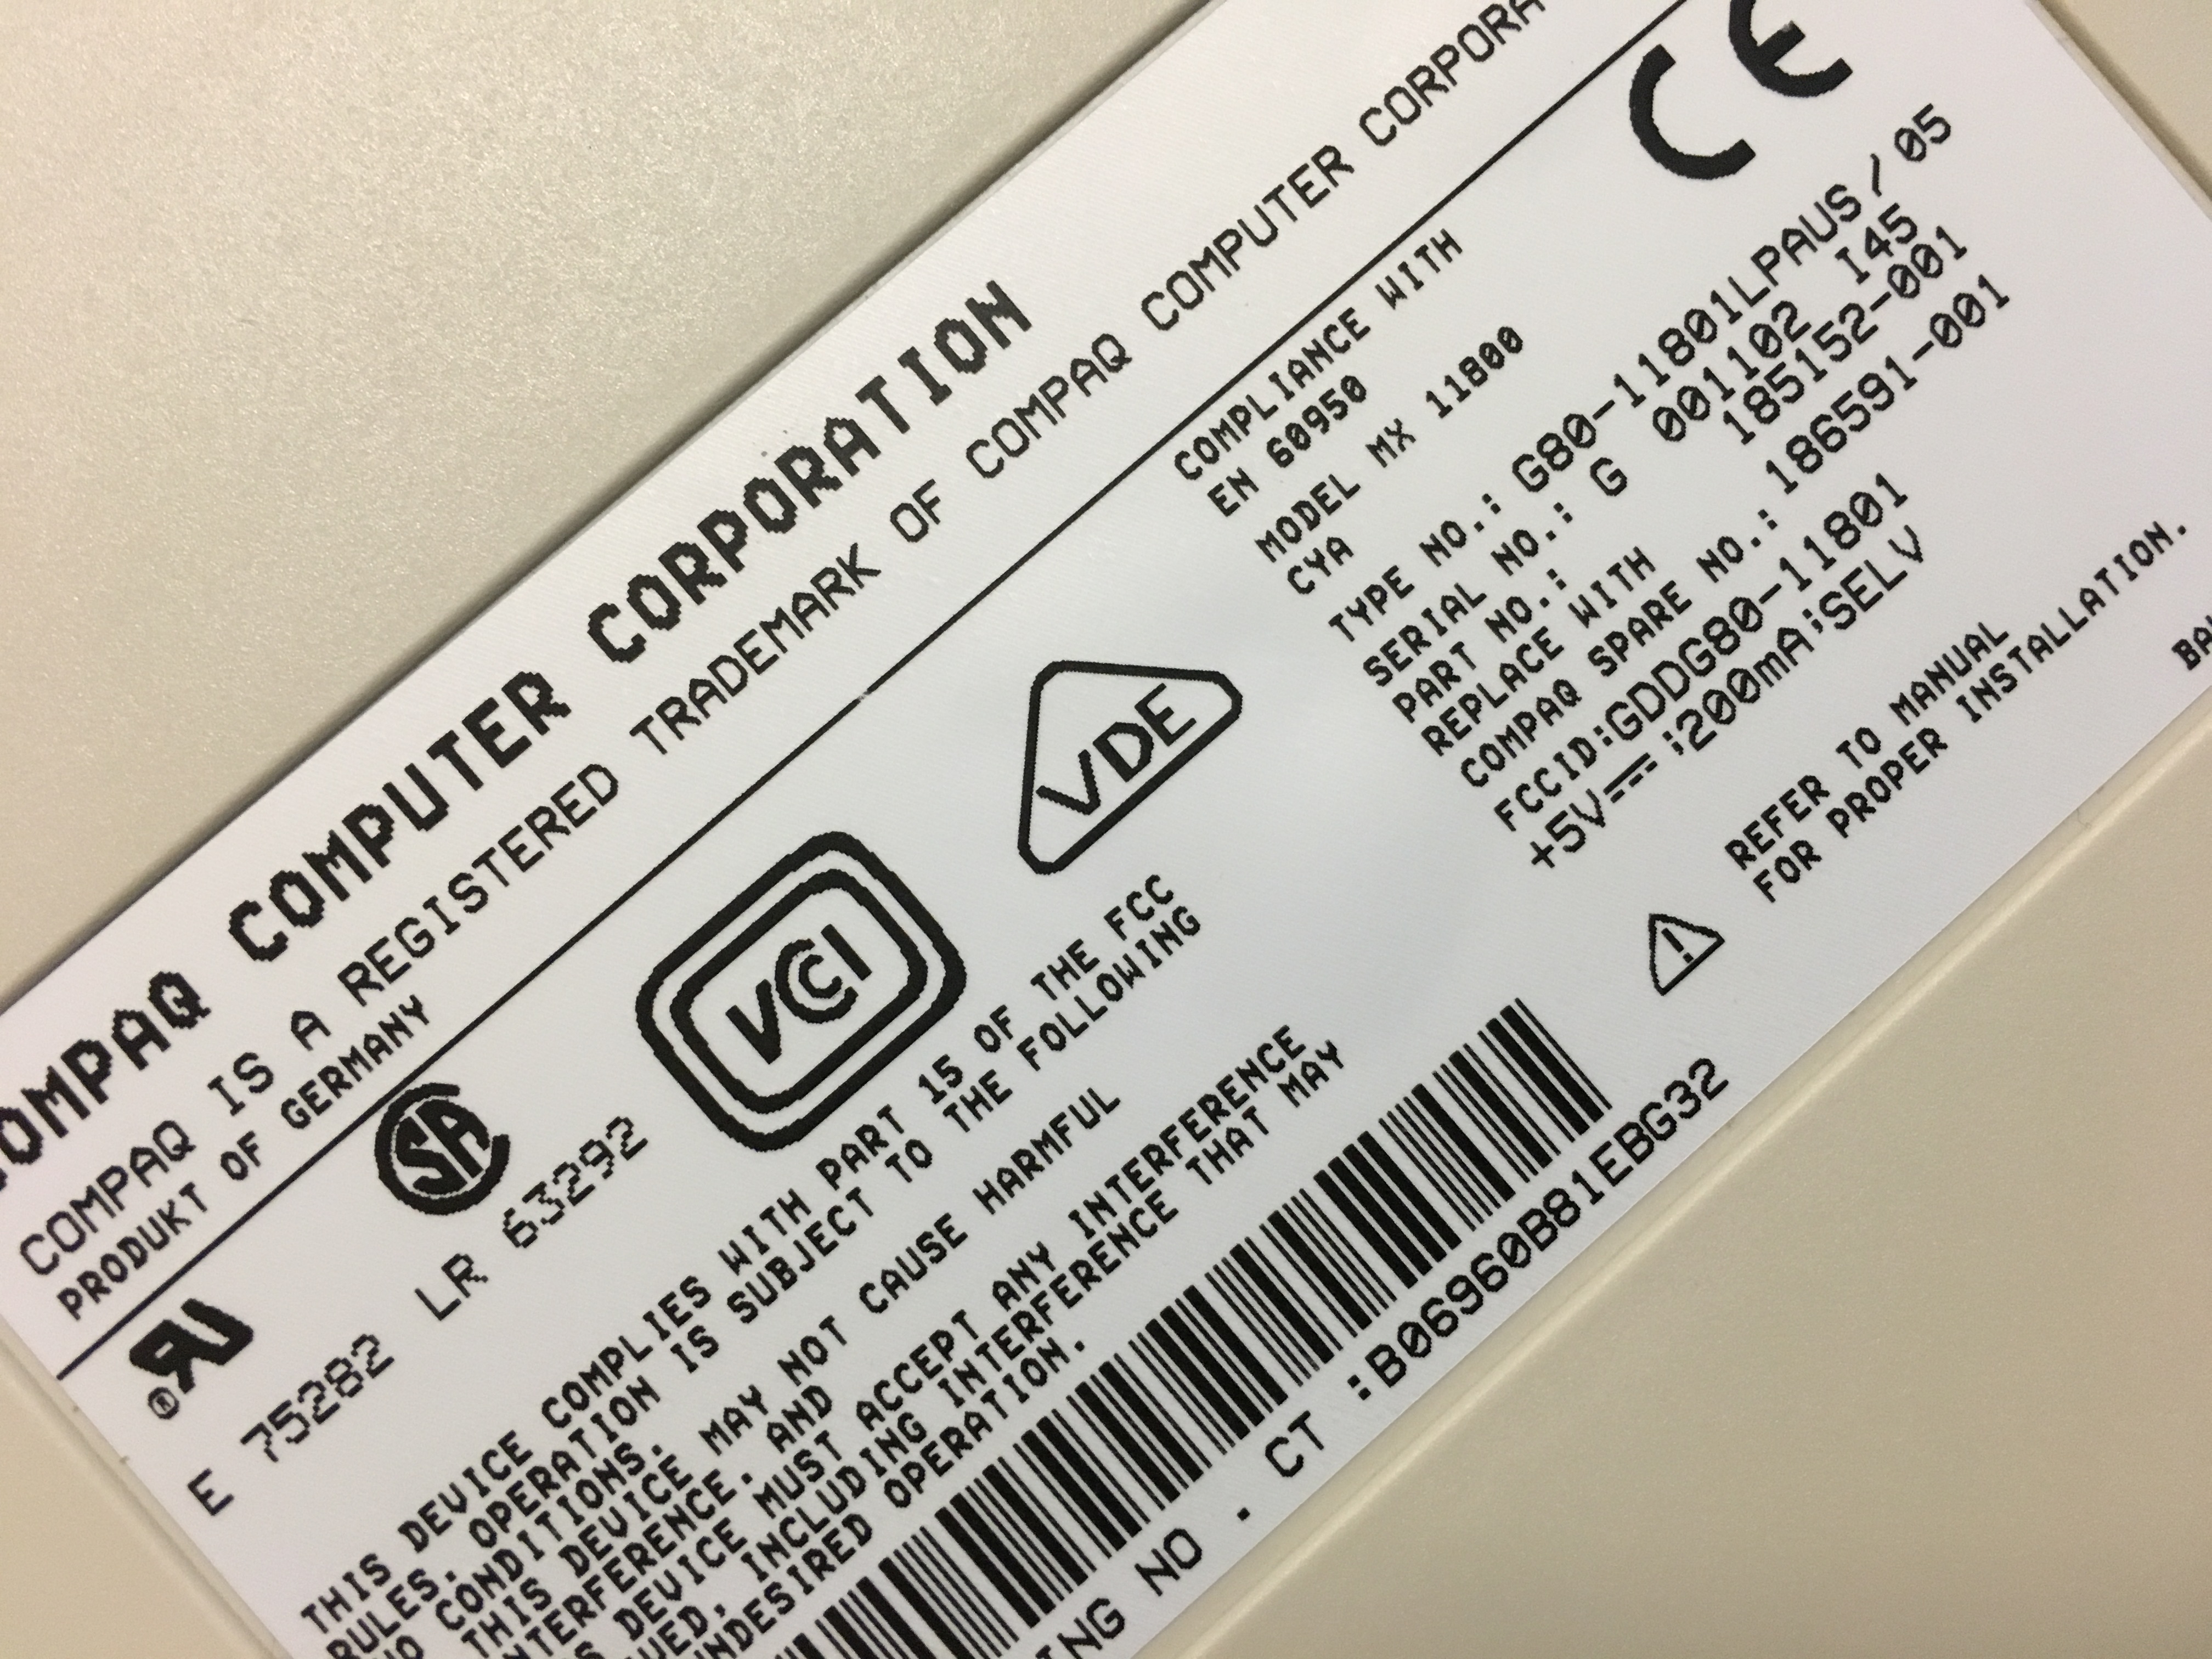 COMPAQ COMPUTER CORPORATION
COMPAQ IS A REGISTERED TRADEMARK OF COMPAQ COMPUTER
PRODUKT OF GERMANY
CE
COMPLIANCE WITH
EN 60950
MODEL MX 11800
CYA
TYPE NO.: G80-11801LPAUS/05
SERIAL NO.: G 001102 I45
PART NO.: 185152-001
REPLACE WITH
COMPAQ SPARE NO.: 186591-001
FCCID:GDDG80-11801
+5V⎓;200mA;SELV
REFER TO MANUAL
FOR PROPER INSTALLATION.
VDE
VCCI
SA
LR 63292
®
E 75282
THIS DEVICE COMPLIES WITH PART 15 OF THE FCC
RULES. OPERATION IS SUBJECT TO THE FOLLOWING
CONDITIONS.
THIS DEVICE MAY NOT CAUSE HARMFUL
INTERFERENCE, AND
DEVICE MUST ACCEPT ANY INTERFERENCE
INCLUDING INTERFERENCE THAT MAY
UNDESIRED OPERATION.
NO . CT :B06960B81EBG32